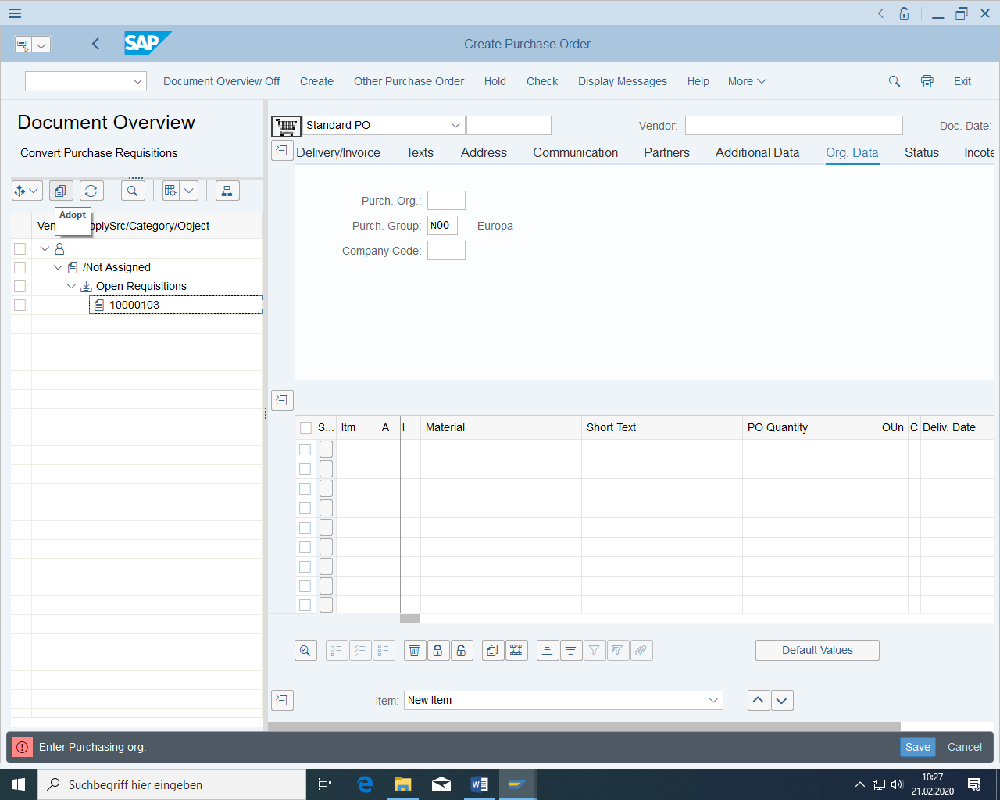 SAP
Create Purchase Order
Document Overview Off Create Other Purchase Order Hold Check Display Messages Help More Exit
Document Overview
Convert Purchase Requisitions
Standard PO Vendor: Doc. Date:
Delivery/Invoice Texts Address Communication Partners Additional Data Org. Data Status Incote
Adopt
Purch. Org.:
Purch. Group: N00 Europa
Company Code:
/Category/Object
/Not Assigned
Open Requisitions
10000103
S... Itm A I Material Short Text PO Quantity OUn C Deliv. Date
Default Values
Item: New Item
Enter Purchasing org. Save Cancel
Suchbegriff hier eingeben
10:27
21.02.2020